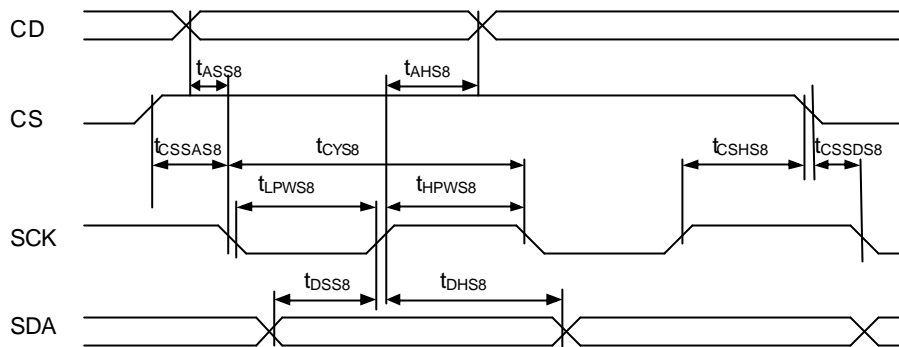 CD
tASS8 tAHS8
CS
tCSSAS8 tCYS8 tCSHS8 tCSSDS8
tLPWS8 tHPWS8
SCK
tDSS8 tDHS8
SDA